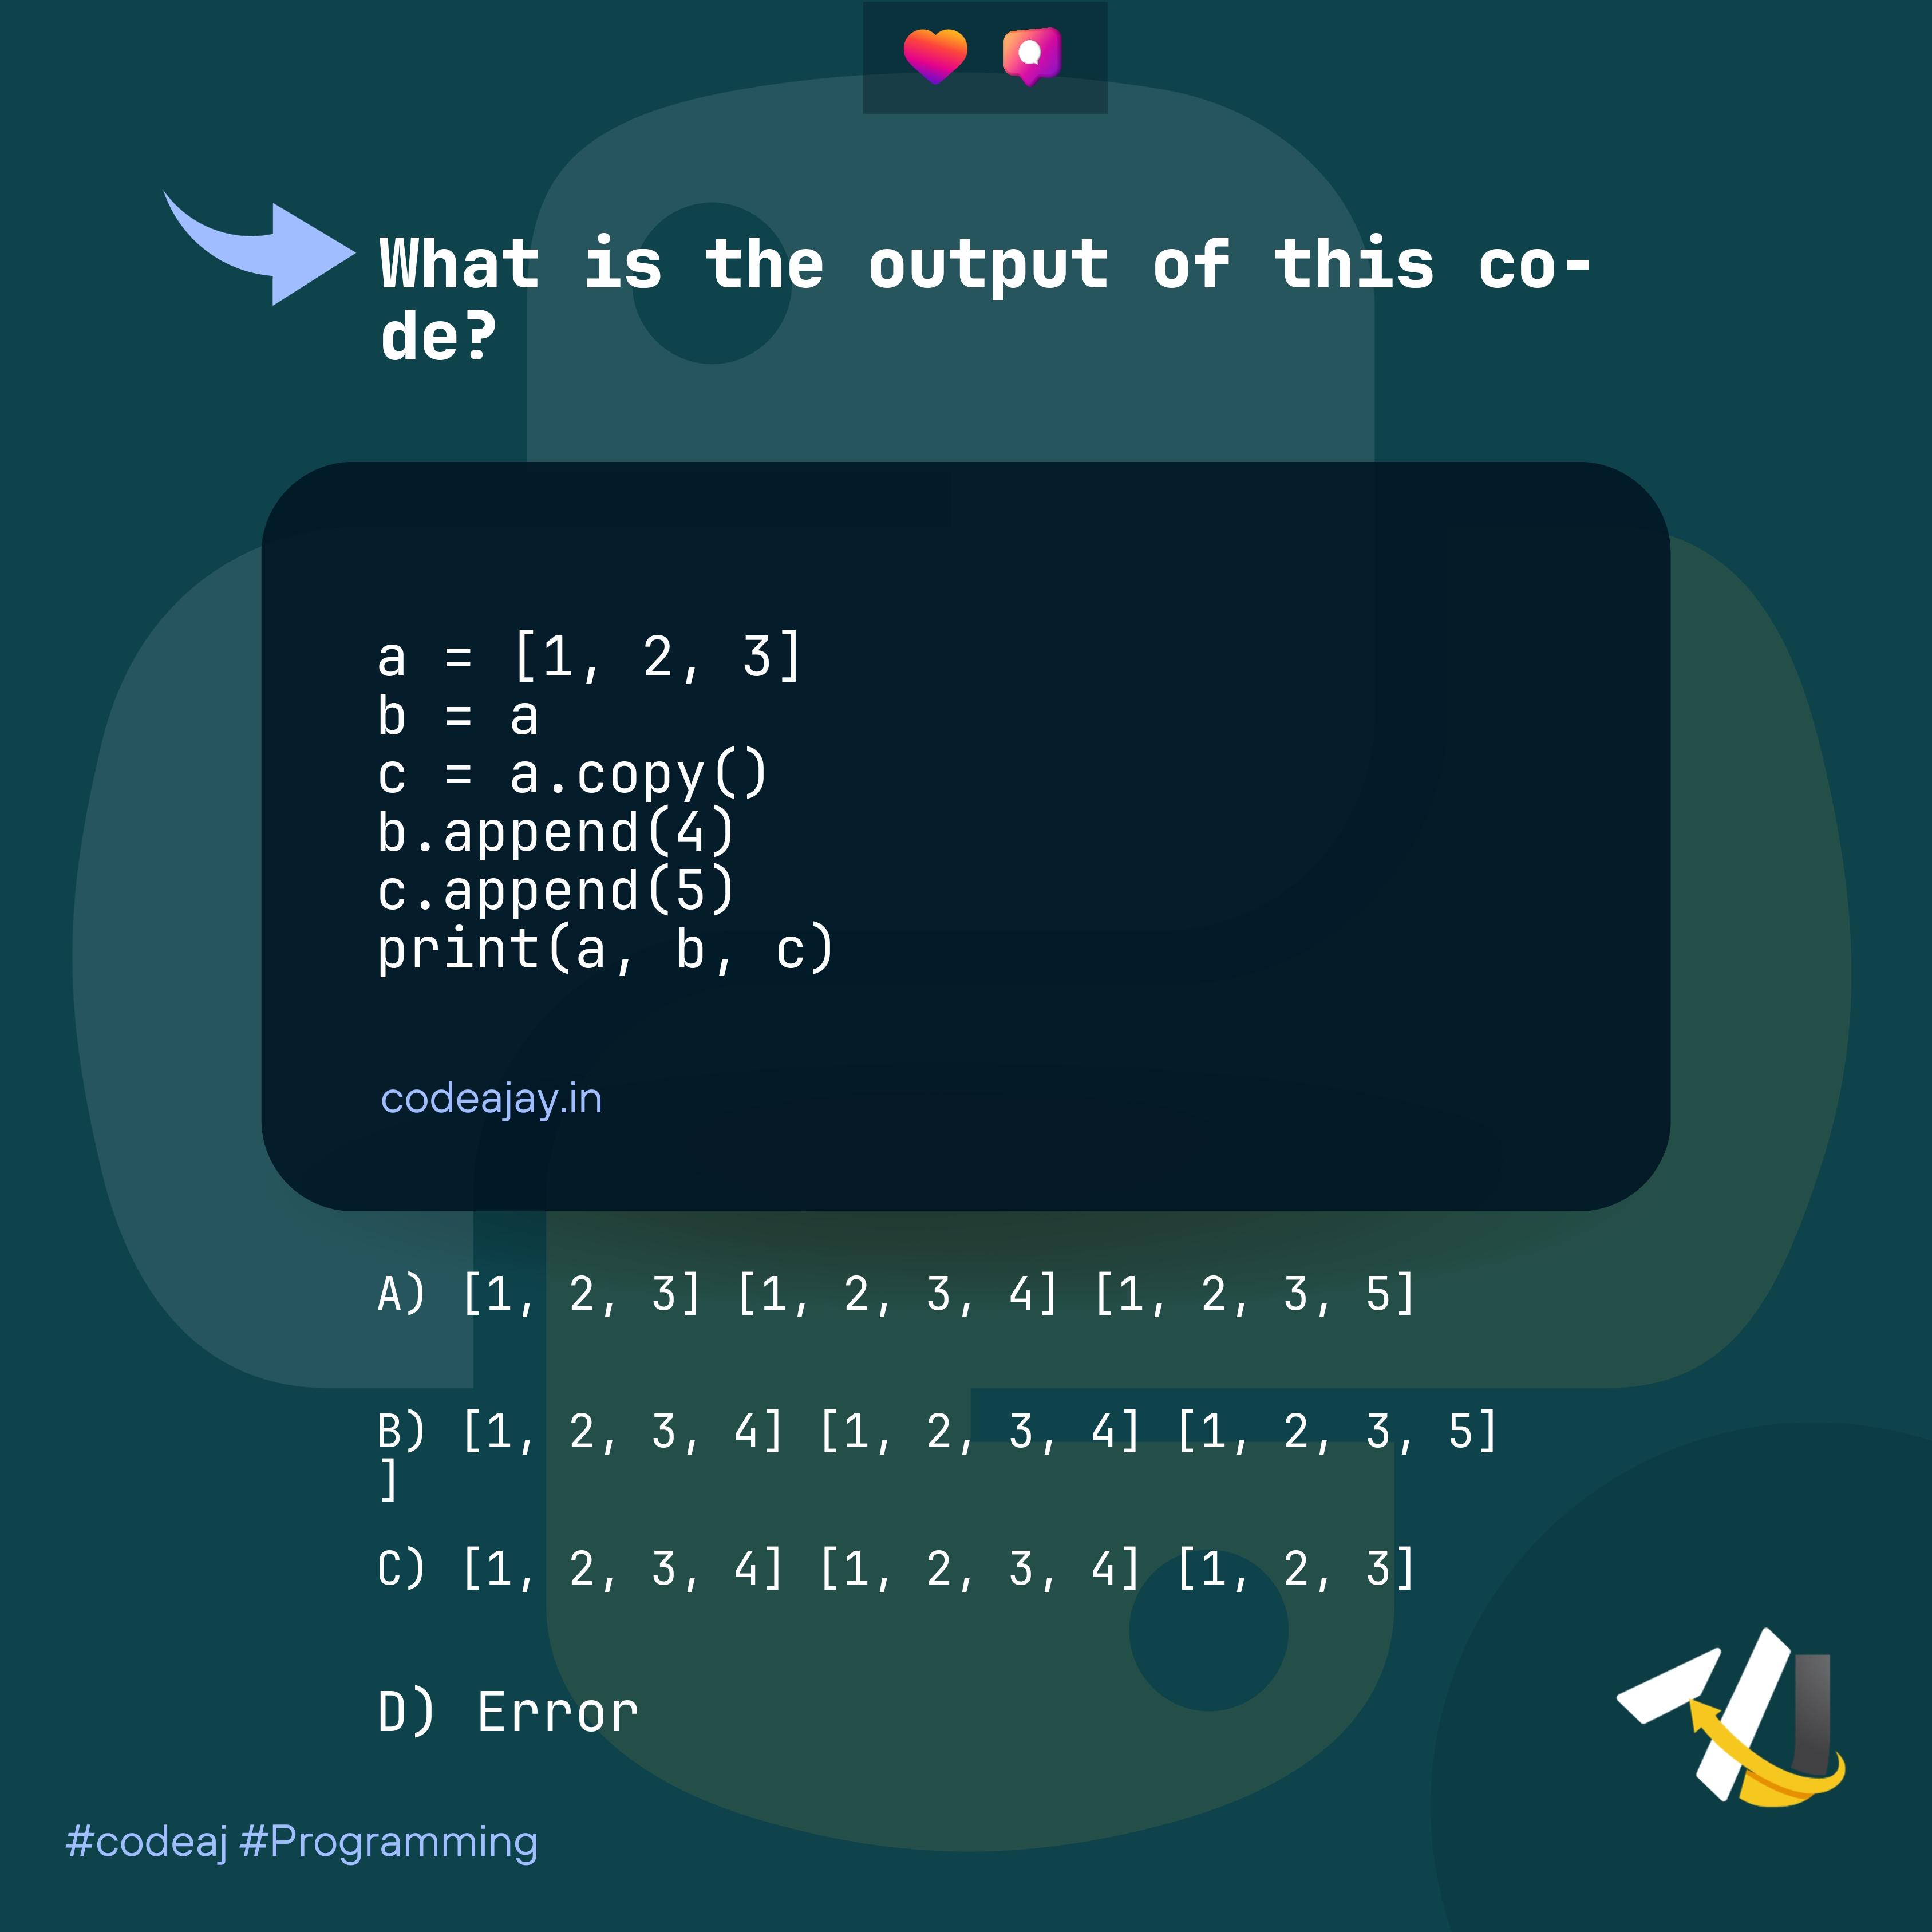 What is the output of this co-
de?
a = [1, 2, 3]
b = a
c = a.copy()
b.append(4)
c.append(5)
print(a, b, c)
codeajay.in
A) [1, 2, 3] [1, 2, 3, 4] [1, 2, 3, 5]
B) [1, 2, 3, 4] [1, 2, 3, 4] [1, 2, 3, 5]
]
C) [1, 2, 3, 4] [1, 2, 3, 4] [1, 2, 3]
D) Error
#codeaj #Programming